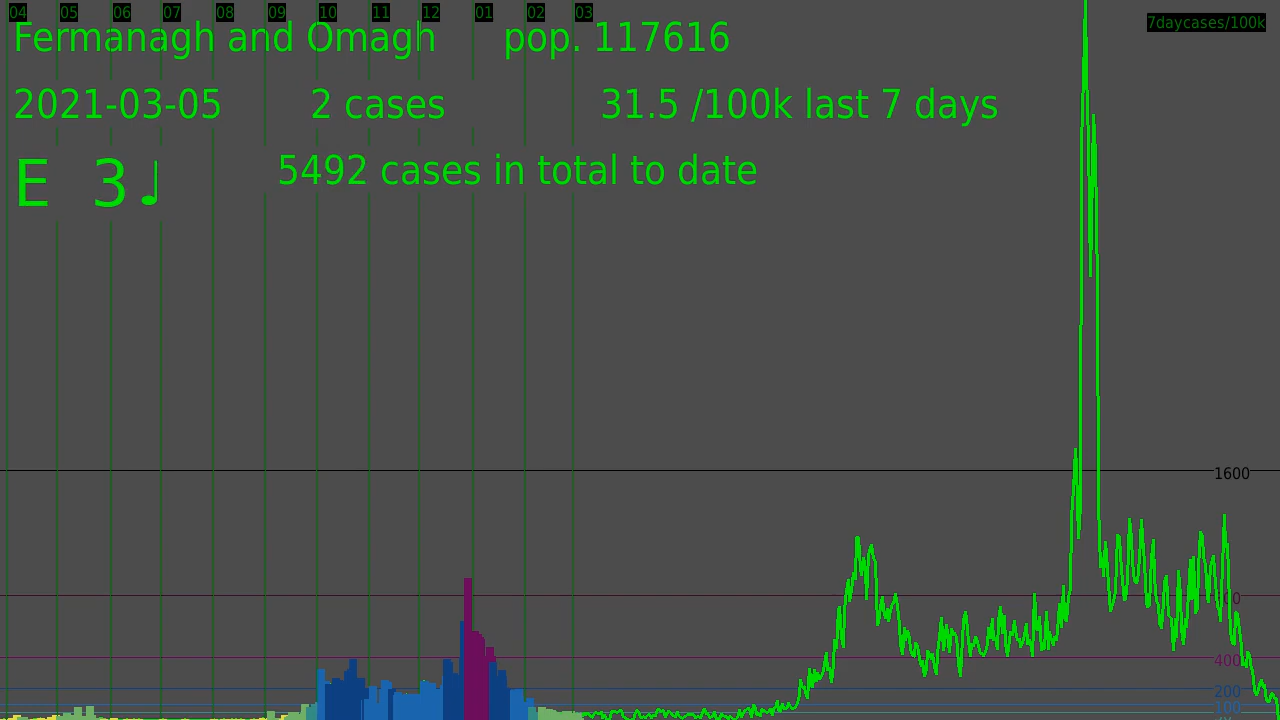 04 05 06 07 08 09 10 11 12 01 02 03
7daycases/100k
Fermanagh and Omagh pop. 117616
2021-03-05 2 cases 31.5 /100k last 7 days
E 3♩ 5492 cases in total to date
1600
400
200
100